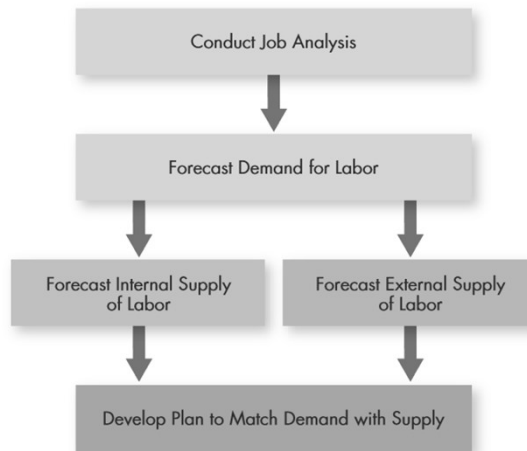 Conduct Job Analysis
Forecast Demand for Labor
Forecast Internal Supply
of Labor
Forecast External Supply
of Labor
Develop Plan to Match Demand with Supply